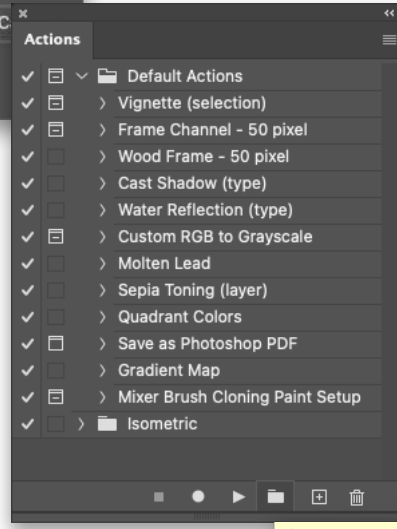 Actions
Default Actions
Vignette (selection)
Frame Channel - 50 pixel
Wood Frame - 50 pixel
Cast Shadow (type)
Water Reflection (type)
Custom RGB to Grayscale
Molten Lead
Sepia Toning (layer)
Quadrant Colors
Save as Photoshop PDF
Gradient Map
Mixer Brush Cloning Paint Setup
Isometric